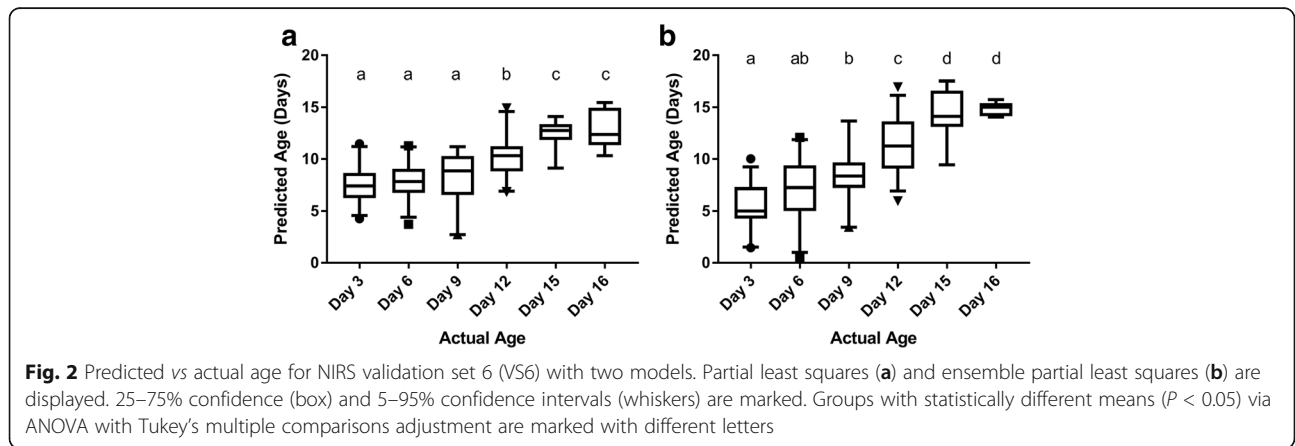 a
b
20
15
10
5
0
Predicted Age (Days)
a a a b c c
Day 3 Day 6 Day 9 Day 12 Day 15 Day 16
Actual Age
20
15
10
5
0
Predicted Age (Days)
a ab b c d d
Day 3 Day 6 Day 9 Day 12 Day 15 Day 16
Actual Age
Fig. 2 Predicted vs actual age for NIRS validation set 6 (VS6) with two models. Partial least squares (a) and ensemble partial least squares (b) are
displayed. 25–75% confidence (box) and 5–95% confidence intervals (whiskers) are marked. Groups with statistically different means (P < 0.05) via
ANOVA with Tukey's multiple comparisons adjustment are marked with different letters